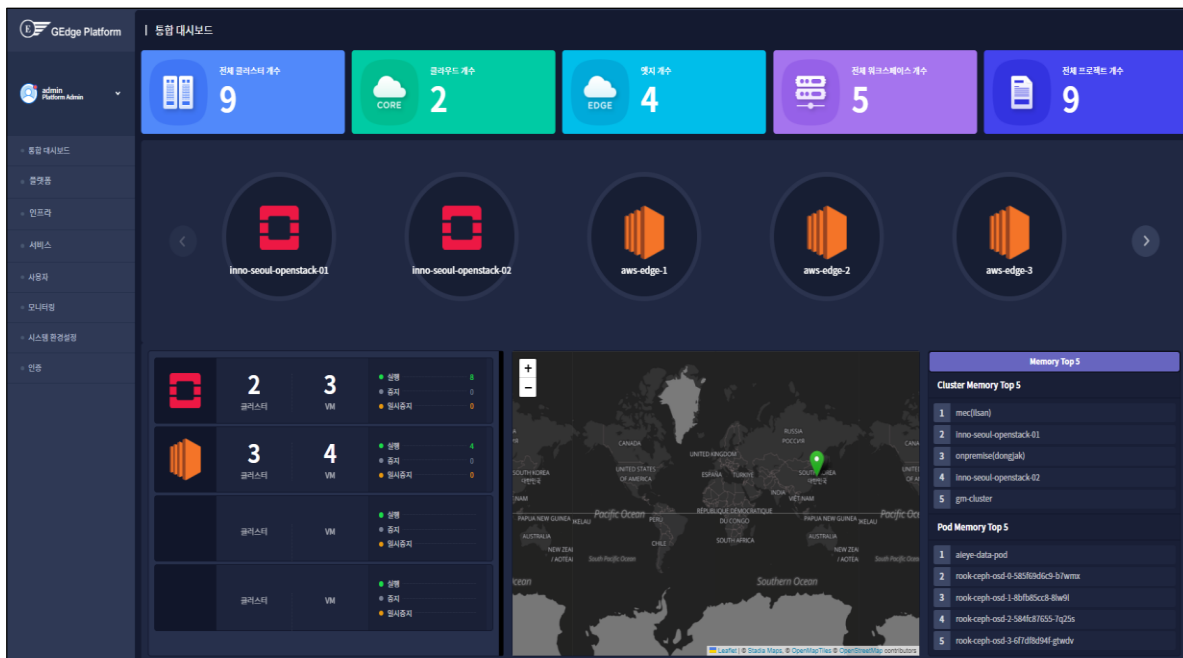 GEdge Platform
통합 대시보드
admin
Platform Admin
통합 대시보드
플랫폼
인프라
서비스
사용자
모니터링
시스템 환경설정
인증
전체 클러스터 개수
9
CORE
클라우드 개수
2
EDGE
엣지 개수
4
전체 워크스페이스 개수
5
전체 프로젝트 개수
9
inno-seoul-openstack-01
inno-seoul-openstack-02
aws-edge-1
aws-edge-2
aws-edge-3
2 3
클러스터 VM
실행 8
중지 0
일시중지 0
3 4
클러스터 VM
실행 4
중지 0
일시중지 0
클러스터 VM
실행
중지
일시중지
클러스터 VM
실행
중지
일시중지
+
−
RUSSIA
РОССИЯ
CANADA
UNITED KINGDOM
UNITED STATES
OF AMERICA
ESPAÑA TÜRKİYE
SOUTH KOREA
대한민국
INDIA
VIỆT NAM
RÉPUBLIQUE DÉMOCRATIQUE
DU CONGO
Pacific Ocean
PERU
PAPUA NEW GUINEA
AUSTRALIA
CHILE
SOUTH AFRICA
South Pacific Ocean
Southern Ocean
Leaflet | © Stadia Maps, © OpenMapTiles © OpenStreetMap contributors
Memory Top 5
Cluster Memory Top 5
1 mec(ilsan)
2 inno-seoul-openstack-01
3 onpremise(dongjak)
4 inno-seoul-openstack-02
5 gm-cluster
Pod Memory Top 5
1 aieye-data-pod
2 rook-ceph-osd-0-585f69d6c9-b7wmx
3 rook-ceph-osd-1-8bfb85cc8-8lw9l
4 rook-ceph-osd-2-584fc87655-7q25s
5 rook-ceph-osd-3-6f7df8d94f-gtwdv